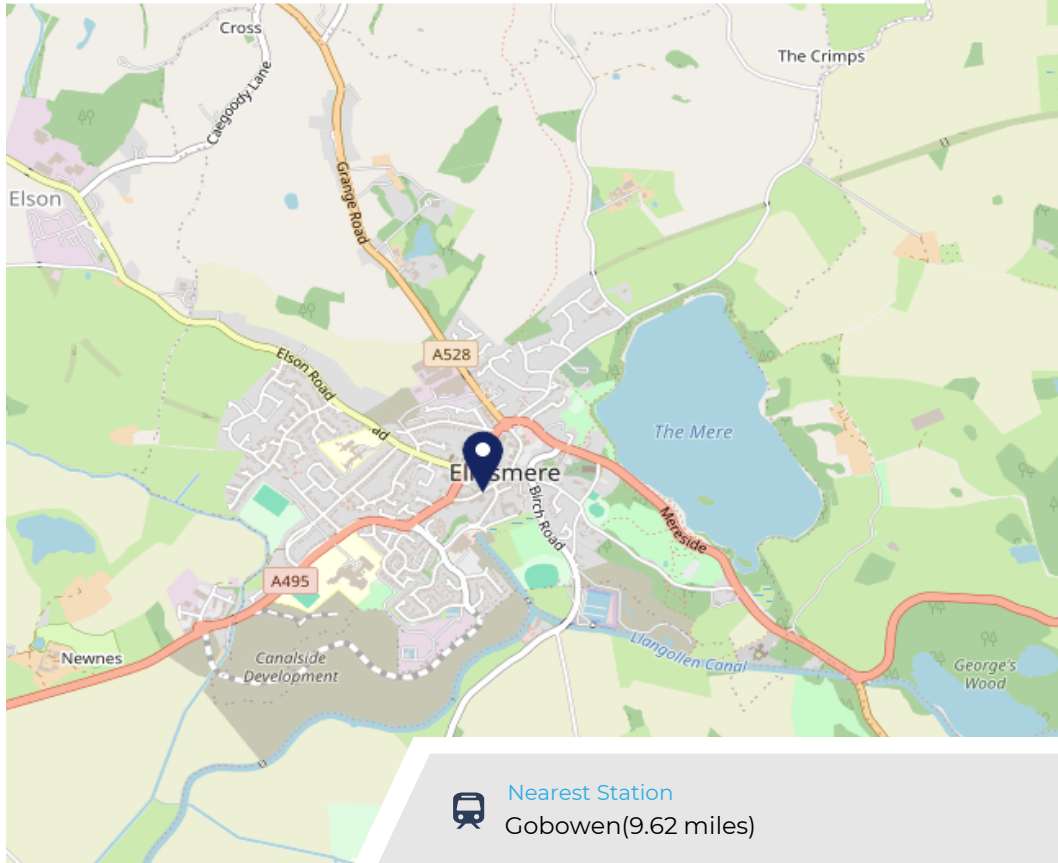 Cross
The Crimps
Caegoody Lane
Elson
Grange Road
A528
Elson Road
The Mere
Birch Road
Mereside
A495
Llangollen Canal
Newnes
Canalside
Development
George's
Wood
Nearest Station
Gobowen(9.62 miles)